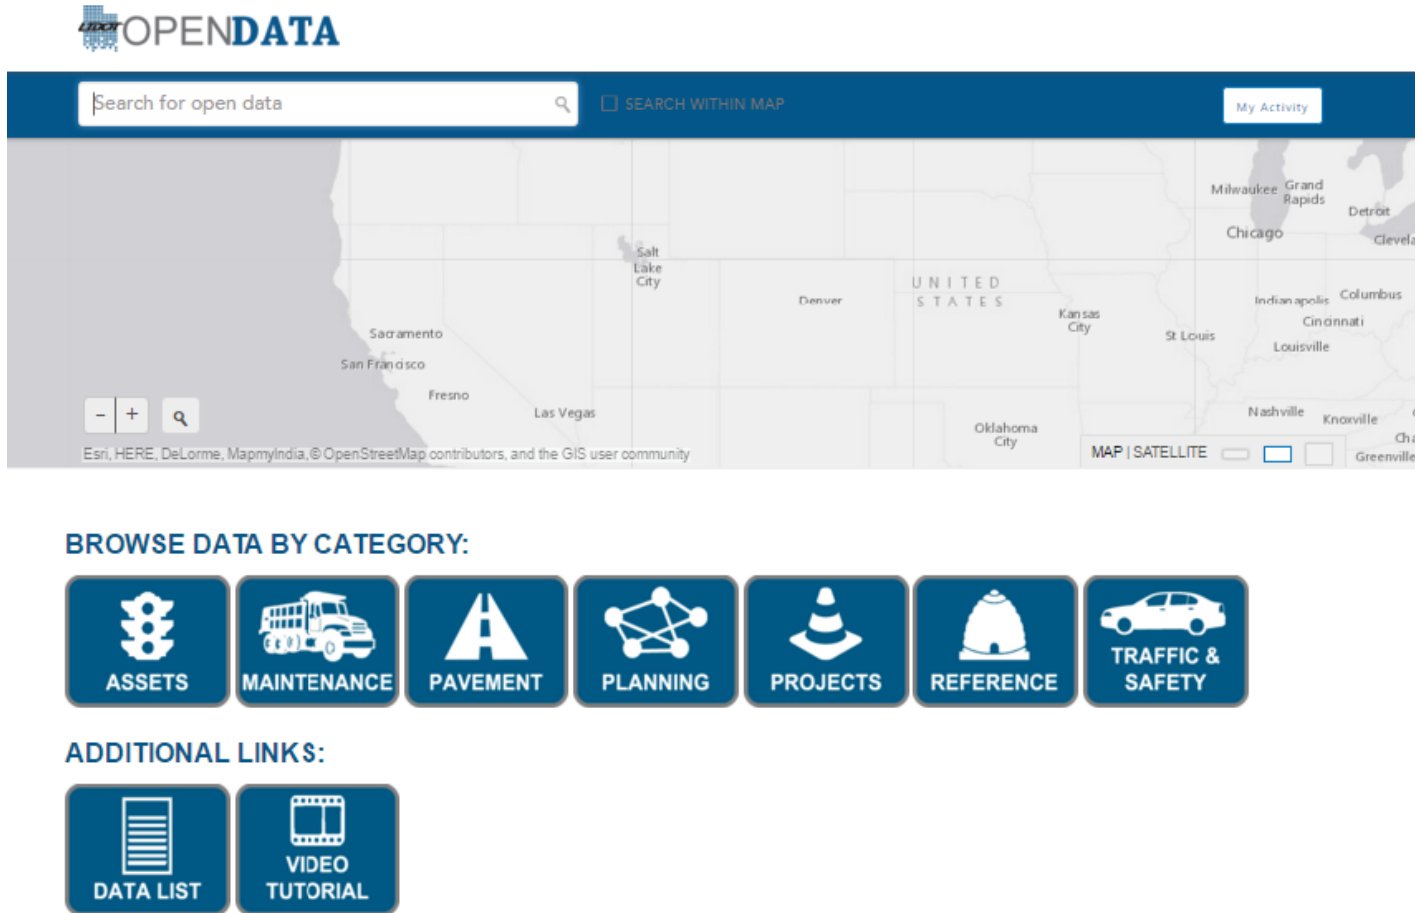 UDOT OPENDATA
Search for open data
SEARCH WITHIN MAP
My Activity
Milwaukee
Grand
Rapids
Detroit
Chicago
Clevela
Salt
Lake
City
UNITED
STATES
Denver
Indianapolis
Columbus
Kansas
City
Cincinnati
Sacramento
St Louis
Louisville
San Francisco
Fresno
Las Vegas
Nashville
Knoxville
Oklahoma
City
Cha
Greenville
- +
Esri, HERE, DeLorme, MapmyIndia, © OpenStreetMap contributors, and the GIS user community
MAP | SATELLITE
BROWSE DATA BY CATEGORY:
ASSETS
MAINTENANCE
PAVEMENT
PLANNING
PROJECTS
REFERENCE
TRAFFIC &
SAFETY
ADDITIONAL LINKS:
DATA LIST
VIDEO
TUTORIAL